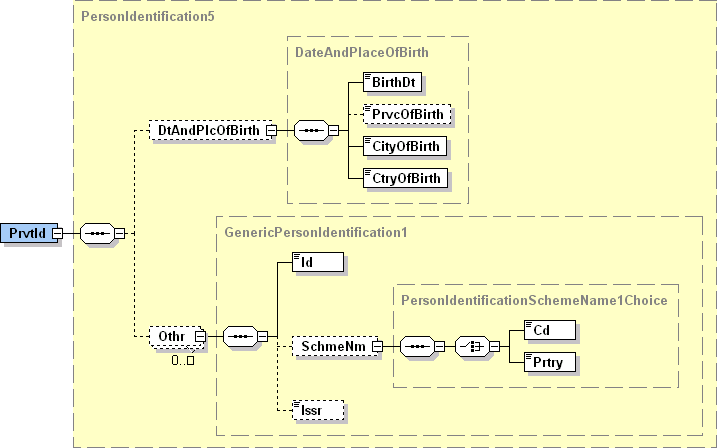 PersonIdentification5
DateAndPlaceOfBirth
BirthDt
PrvcOfBirth
DtAndPlcOfBirth
CityOfBirth
CtryOfBirth
PrvtId
GenericPersonIdentification1
Id
PersonIdentificationSchemeName1Choice
Cd
Othr
SchmeNm
0..□
Prtry
Issr